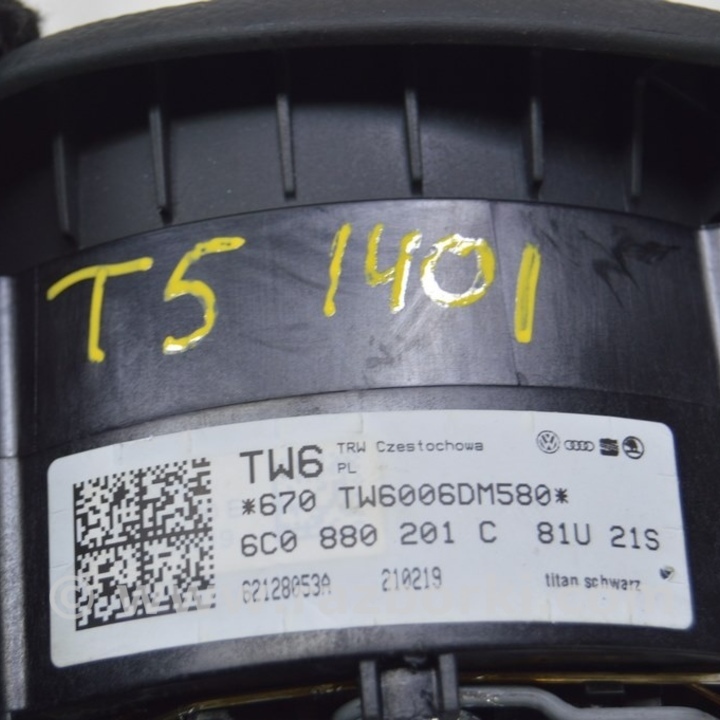 T5 1401
TW6 TRW Czestochowa
PL
*670 TW6006DM580*
6C0 880 201 C 81U 21S
62128053A 210219 titan schwarz